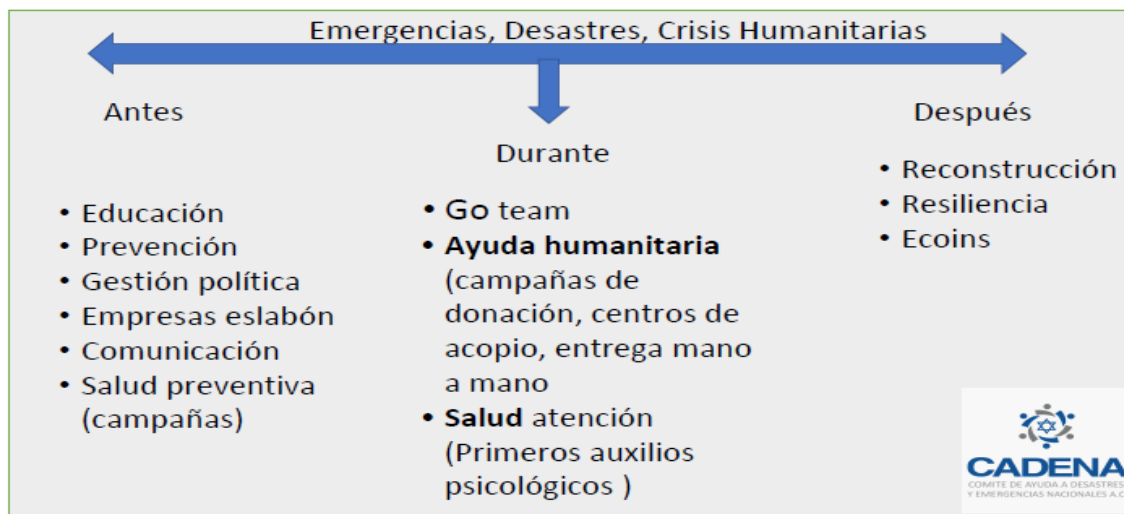 Emergencias, Desastres, Crisis Humanitarias
Antes
• Educación
• Prevención
• Gestión política
• Empresas eslabón
• Comunicación
• Salud preventiva
(campañas)
Durante
• Go team
• Ayuda humanitaria
(campañas de
donación, centros de
acopio, entrega mano
a mano
• Salud atención
(Primeros auxilios
psicológicos )
Después
• Reconstrucción
• Resiliencia
• Ecoins
CADENA
COMITE DE AYUDA A DESASTRES
Y EMERGENCIAS NACIONALES A.C